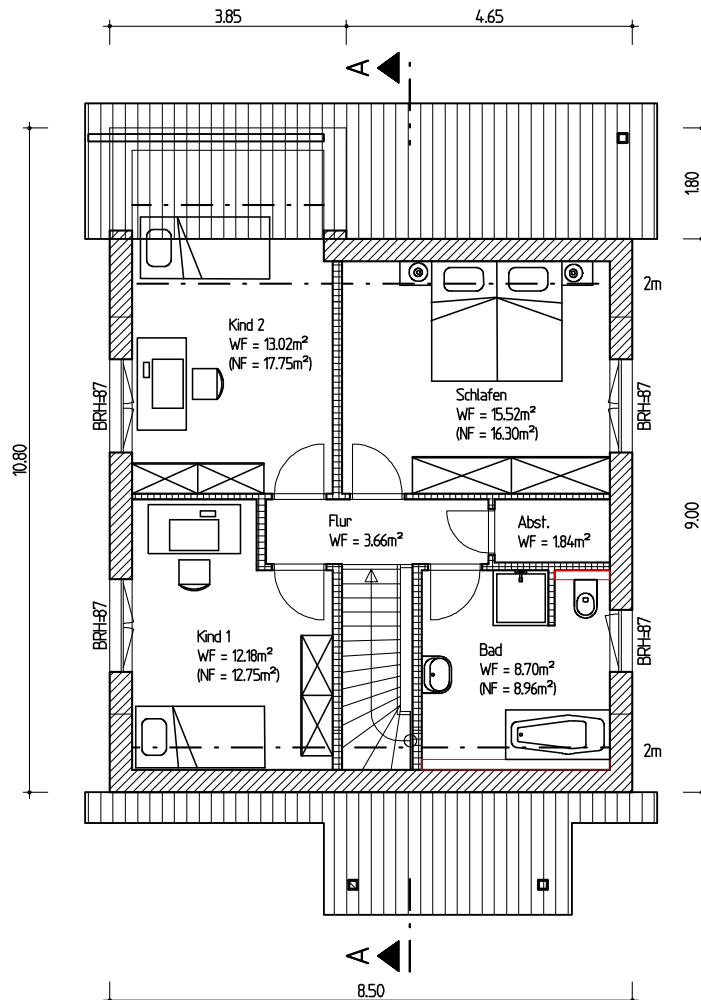 3.85
4.65
A
1.80
2m
Kind 2
WF = 13.02m²
(NF = 17.75m²)
BRH=87
Schlafen
WF = 15.52m²
(NF = 16.30m²)
BRH=87
10.80
9.00
Flur
WF = 3.66m²
Abst.
WF = 1.84m²
BRH=87
Kind 1
WF = 12.18m²
(NF = 12.75m²)
Bad
WF = 8.70m²
(NF = 8.96m²)
BRH=87
2m
A
8.50